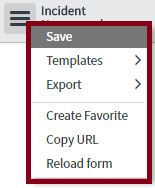 Incident
Save
Templates
Export
Create Favorite
Copy URL
Reload form